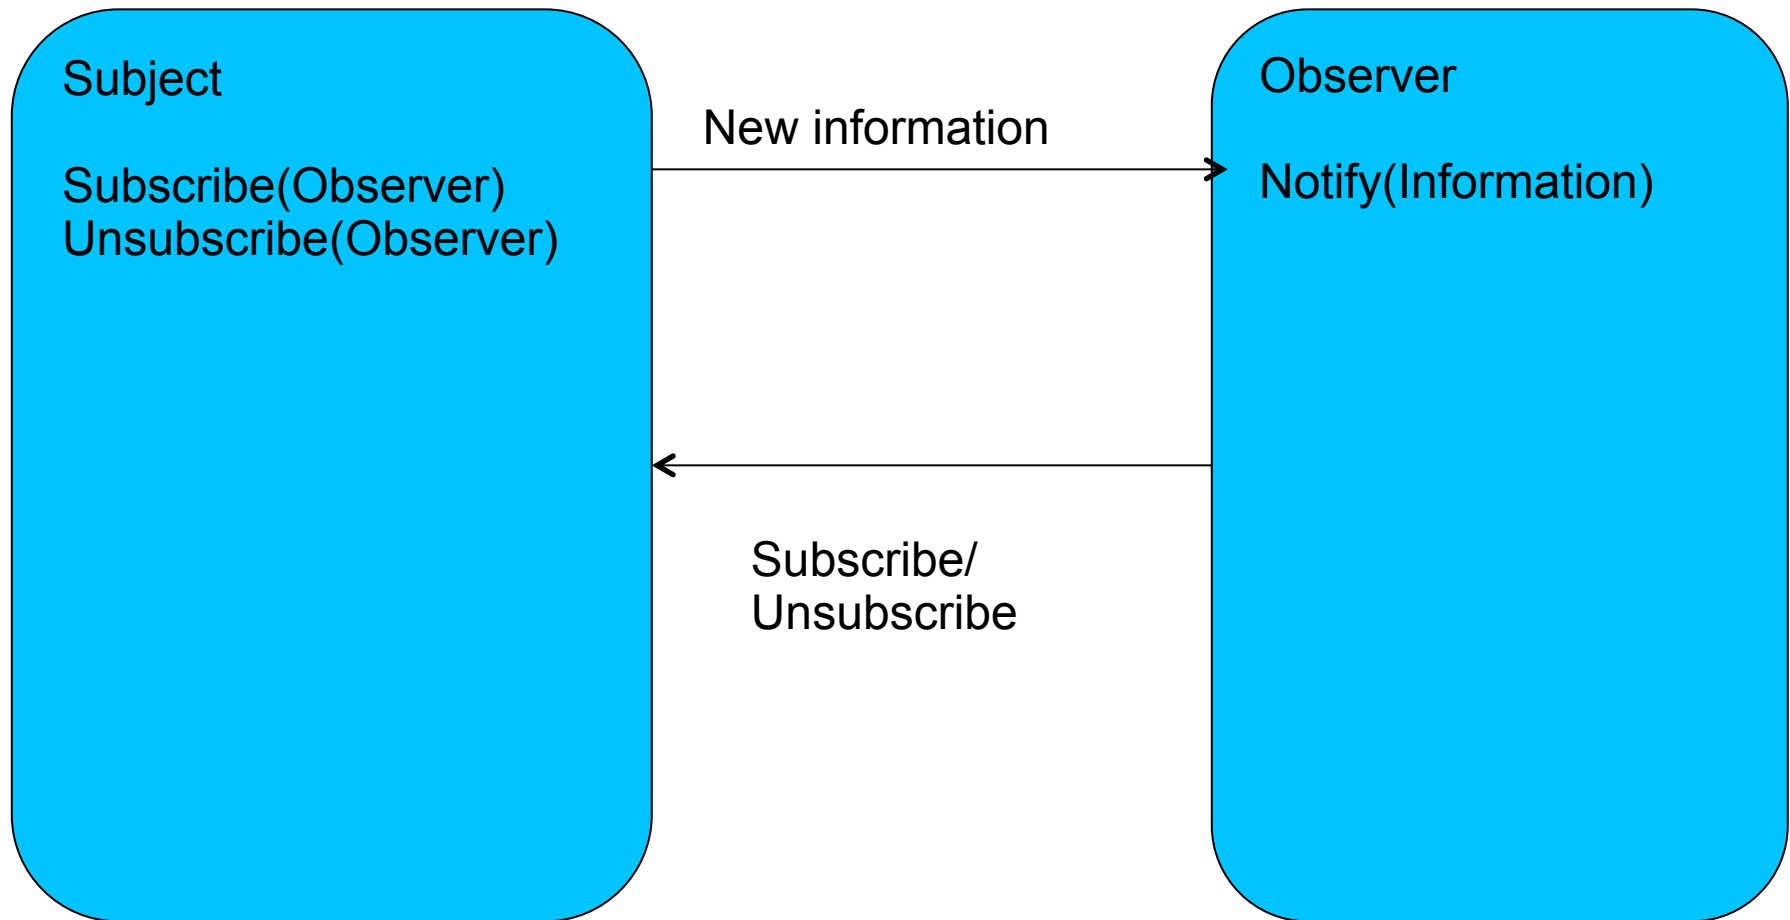 Subject
Subscribe(Observer)
Unsubscribe(Observer)
New information
Subscribe/
Unsubscribe
Observer
Notify(Information)